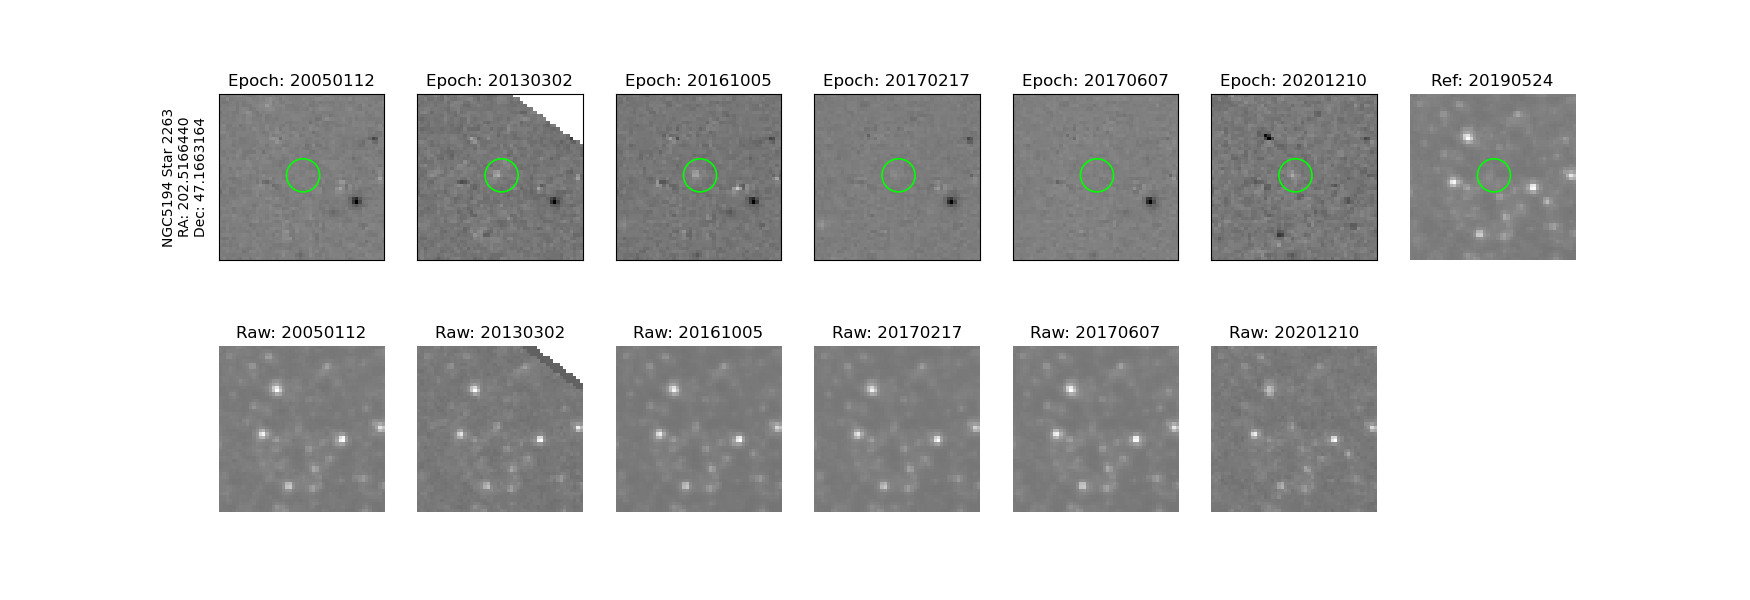 Epoch: 20050112
Epoch: 20130302
Epoch: 20161005
Epoch: 20170217
Epoch: 20170607
Epoch: 20201210
Ref: 20190524
NGC5194 Star 2263
RA: 202.5166440
Dec: 47.1663164
Raw: 20050112
Raw: 20130302
Raw: 20161005
Raw: 20170217
Raw: 20170607
Raw: 20201210